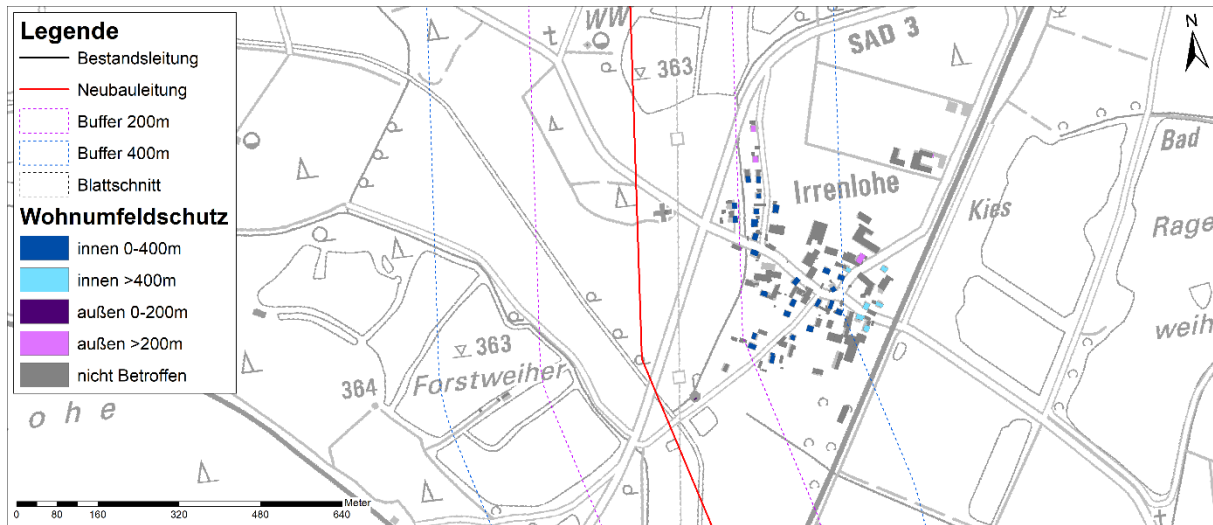 Legende
Bestandsleitung
Neubauleitung
Buffer 200m
Buffer 400m
Blattschnitt
Wohnumfeldschutz
innen 0-400m
innen >400m
außen 0-200m
außen >200m
nicht Betroffen
WW
363
SAD 3
N
Bad
Irrenlohe
Kies
Rage
weih
363
364
Forstweiher
ohe
Meter
0 80 160 320 480 640